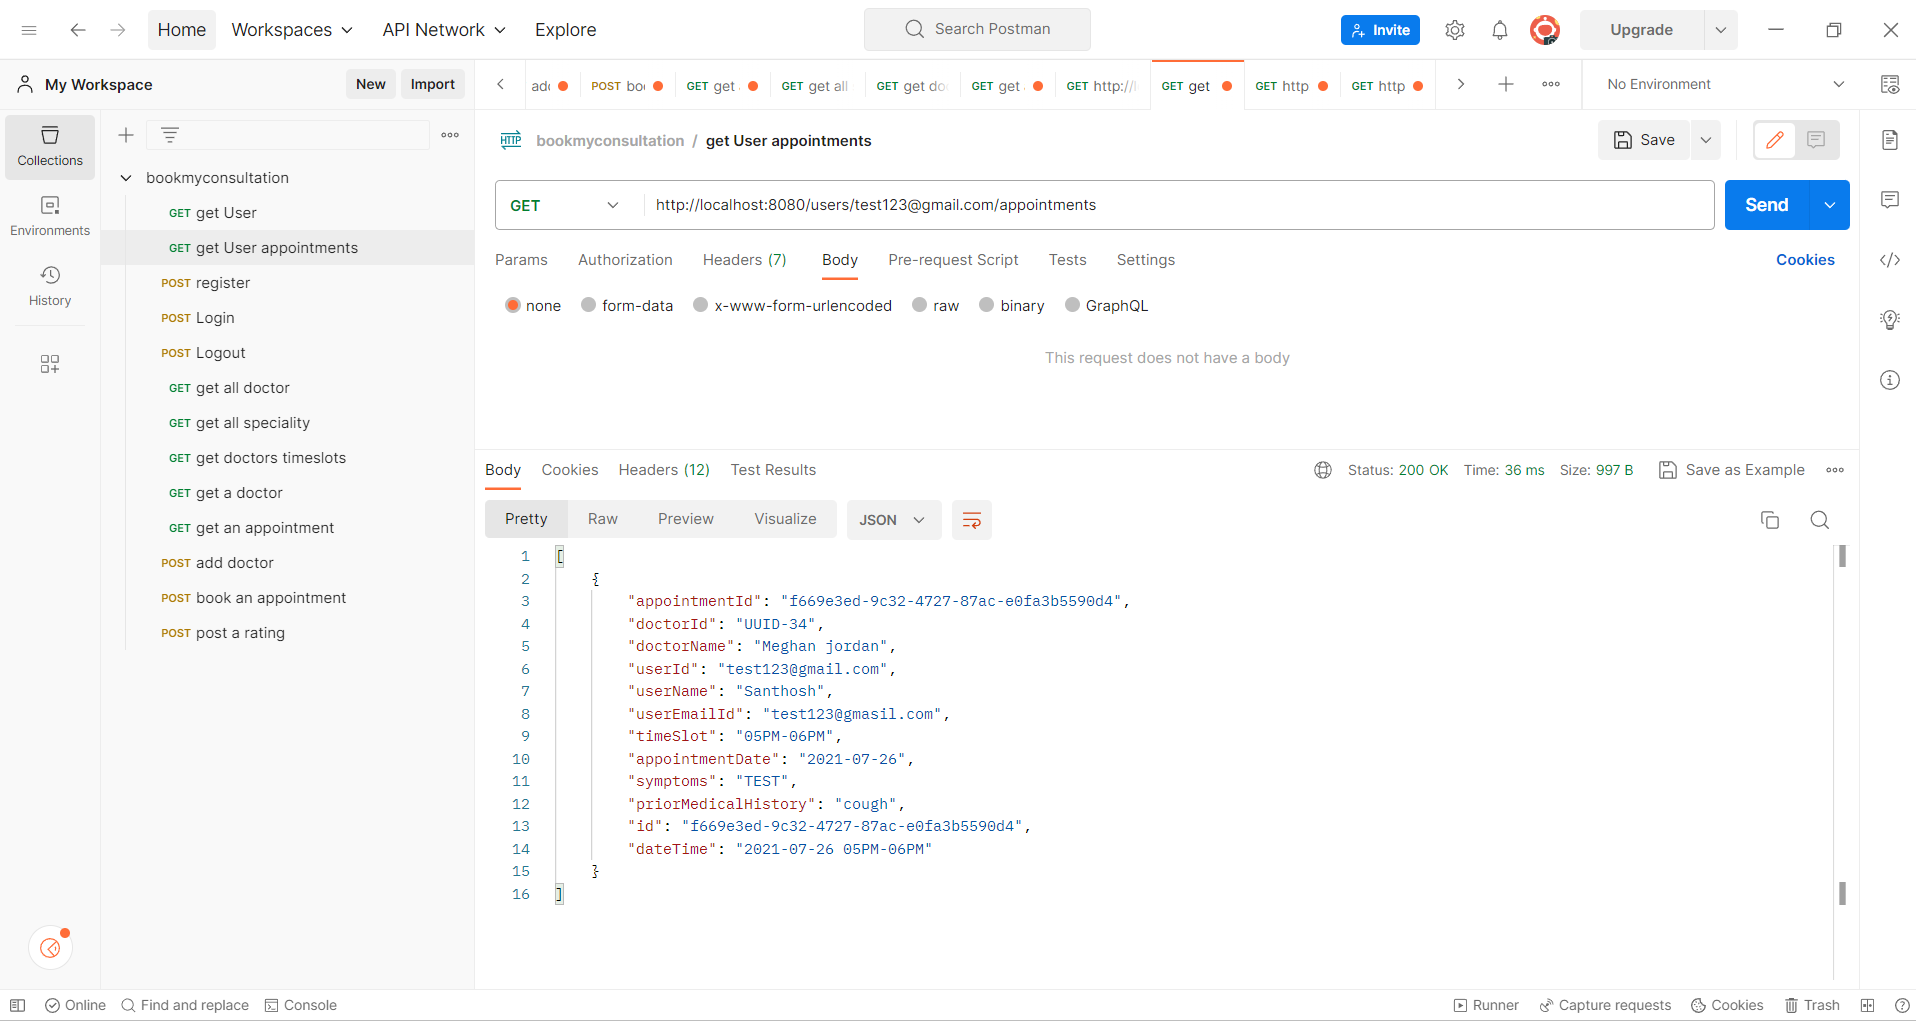 Home Workspaces API Network Explore Search Postman Invite Upgrade
My Workspace New Import POST GET get GET get all GET GET get GET http:// GET get GET http GET http No Environment
Collections
Environments
History
bookmyconsultation
GET get User
GET get User appointments
POST register
POST Login
POST Logout
GET get all doctor
GET get all speciality
GET get doctors timeslots
GET get a doctor
GET get an appointment
POST add doctor
POST book an appointment
POST post a rating
HTTP bookmyconsultation / get User appointments Save
GET http://localhost:8080/users/test123@gmail.com/appointments Send
Params Authorization Headers (7) Body Pre-request Script Tests Settings Cookies
none form-data x-www-form-urlencoded raw binary GraphQL
This request does not have a body
Body Cookies Headers (12) Test Results Status: 200 OK Time: 36 ms Size: 997 B Save as Example
Pretty Raw Preview Visualize JSON
1 [
2 {
3 "appointmentId": "f669e3ed-9c32-4727-87ac-e0fa3b5590d4",
4 "doctorId": "UUID-34",
5 "doctorName": "Meghan jordan",
6 "userId": "test123@gmail.com",
7 "userName": "Santhosh",
8 "userEmailId": "test123@gmasil.com",
9 "timeSlot": "05PM-06PM",
10 "appointmentDate": "2021-07-26",
11 "symptoms": "TEST",
12 "priorMedicalHistory": "cough",
13 "id": "f669e3ed-9c32-4727-87ac-e0fa3b5590d4",
14 "dateTime": "2021-07-26 05PM-06PM"
15 }
16 ]
Online Find and replace Console Runner Capture requests Cookies Trash